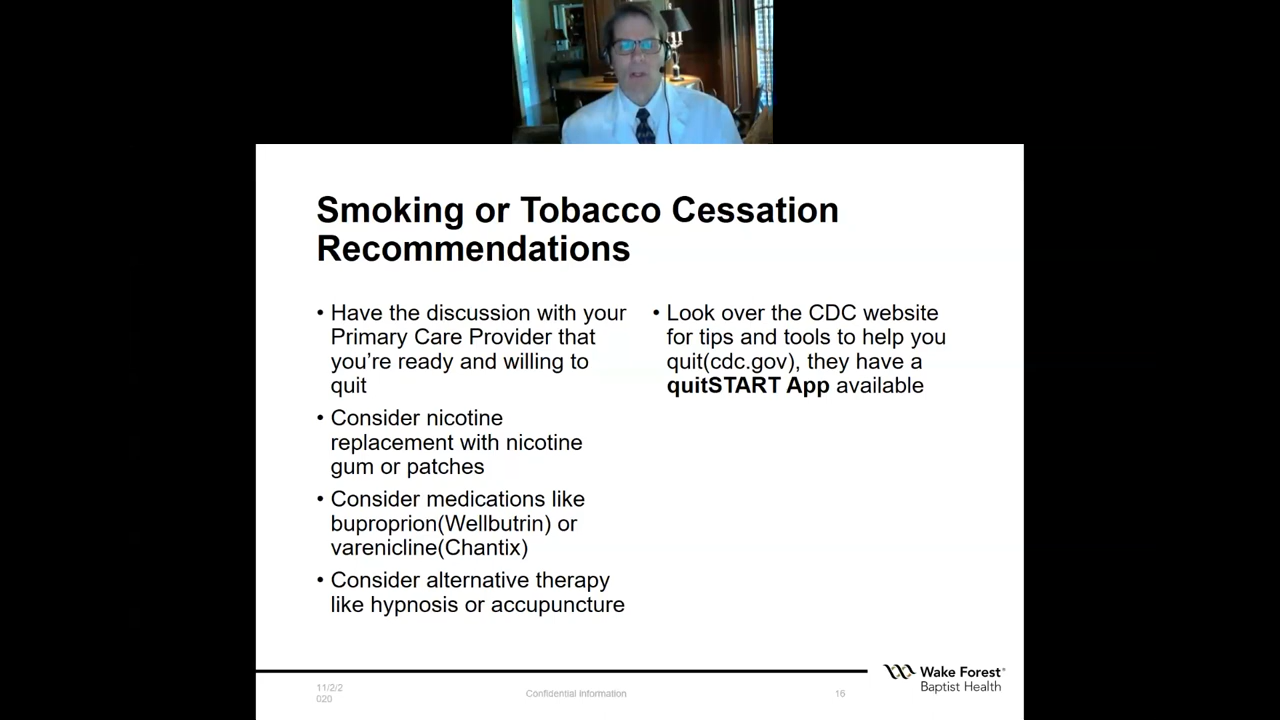 Smoking or Tobacco Cessation
Recommendations
• Have the discussion with your
Primary Care Provider that
you're ready and willing to
quit
• Consider nicotine
replacement with nicotine
gum or patches
• Consider medications like
buproprion(Wellbutrin) or
varenicline(Chantix)
• Consider alternative therapy
like hypnosis or accupuncture
• Look over the CDC website
for tips and tools to help you
quit(cdc.gov), they have a
quitSTART App available
11/2/2
020
Confidential Information
16
Wake Forest®
Baptist Health